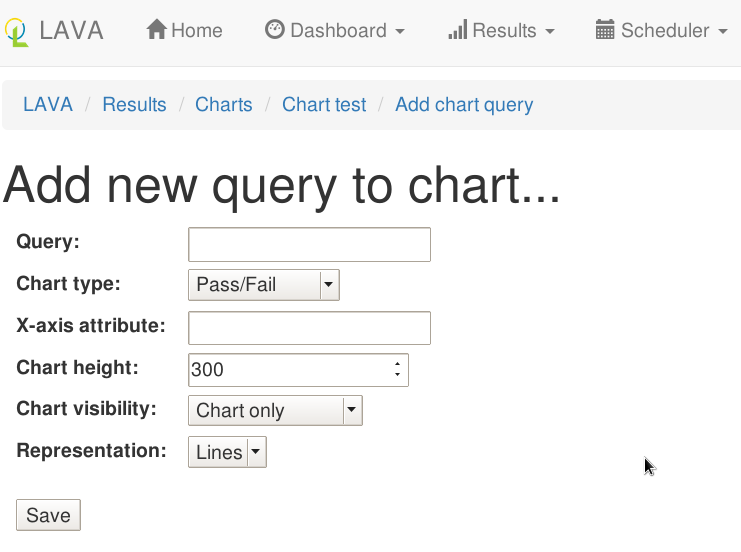 LAVA Home Dashboard Results Scheduler
LAVA / Results / Charts / Chart test / Add chart query
Add new query to chart...
Query:
Chart type: Pass/Fail
X-axis attribute:
Chart height: 300
Chart visibility: Chart only
Representation: Lines
Save